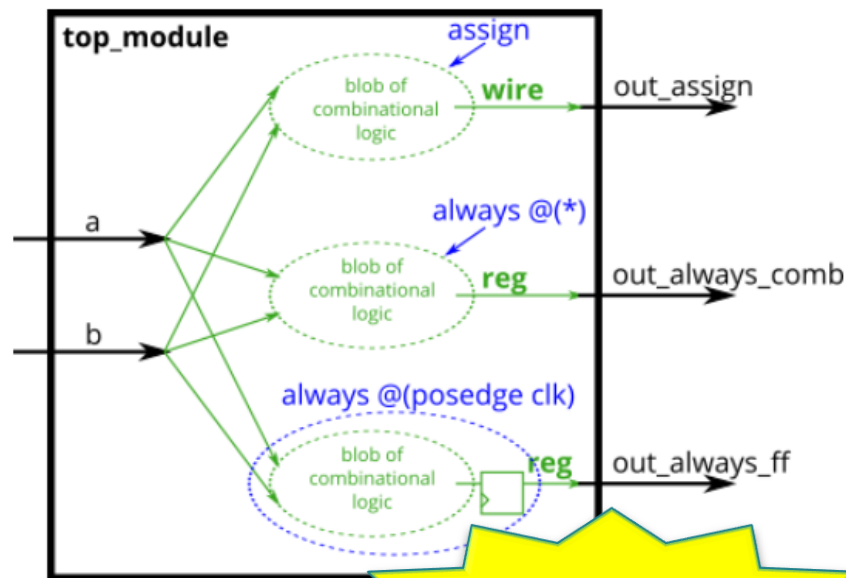 top_module
assign
blob of
combinational
logic
wire
out_assign
a
always @(*)
blob of
combinational
logic
reg
out_always_comb
b
always @(posedge clk)
blob of
combinational
logic
reg
out_always_ff